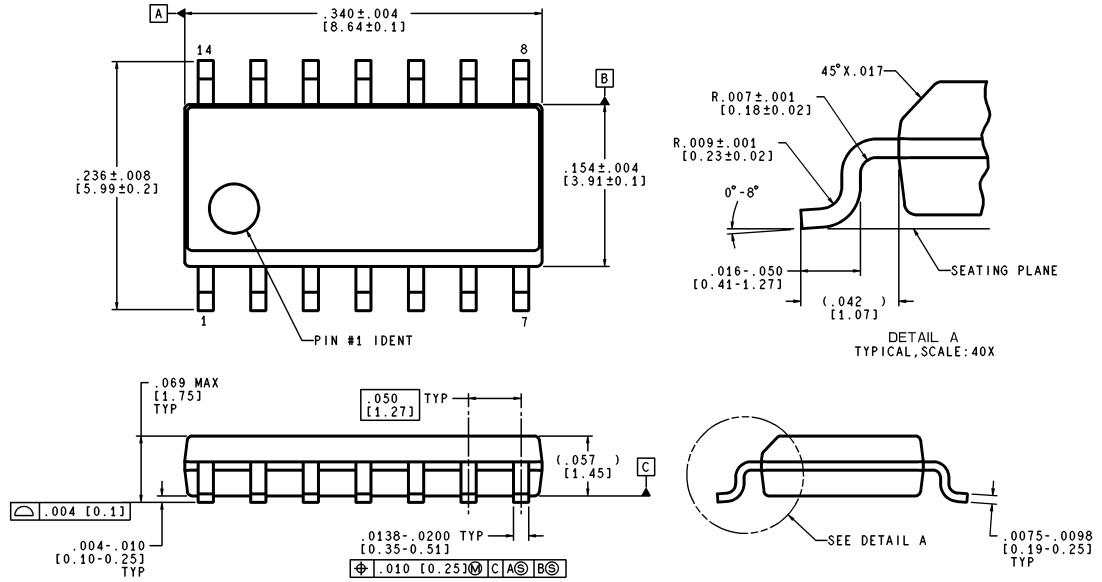 A
.340±.004
[8.64±0.1]
14
8
B
.236±.008
[5.99±0.2]
.154±.004
[3.91±0.1]
1
7
PIN #1 IDENT
45°X.017
R.007±.001
[0.18±0.02]
R.009±.001
[0.23±0.02]
0°-8°
SEATING PLANE
.016-.050
[0.41-1.27]
(.042 )
[1.07]
DETAIL A
TYPICAL,SCALE:40X
.069 MAX
[1.75]
TYP
.050
[1.27]
TYP
(.057 )
[1.45]
C
.004 [0.1]
.004-.010
[0.10-0.25]
TYP
.0138-.0200 TYP
[0.35-0.51]
⌖ .010 [0.25]Ⓜ C AⓈ BⓈ
SEE DETAIL A
.0075-.0098
[0.19-0.25]
TYP